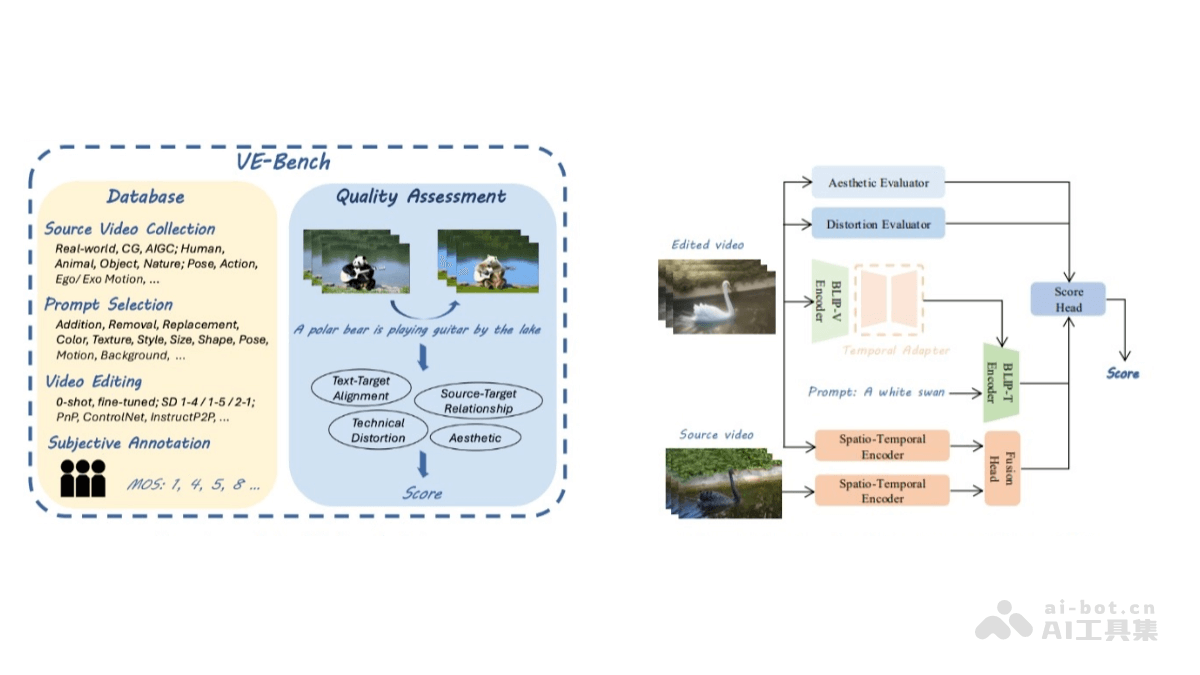 VE-Bench
Database
Source Video Collection
Real-world, CG, AIGC; Human,
Animal, Object, Nature; Pose, Action,
Ego/ Exo Motion, ...
Prompt Selection
Addition, Removal, Replacement,
Color, Texture, Style, Size, Shape, Pose,
Motion, Background, ...
Video Editing
0-shot, fine-tuned; SD 1-4 / 1-5 / 2-1;
PnP, ControlNet, InstructP2P, ...
Subjective Annotation
MOS: 1, 4, 5, 8 ...
Quality Assessment
A polar bear is playing guitar by the lake
Text-Target
Alignment
Source-Target
Relationship
Technical
Distortion
Aesthetic
Score
Edited video
Aesthetic Evaluator
Distortion Evaluator
BLIP-V
Encoder
Temporal Adapter
Prompt: A white swan
BLIP-T
Encoder
Source video
Spatio-Temporal
Encoder
Spatio-Temporal
Encoder
Fusion
Head
Score
Head
Score
ai-bot.cn
AI工具集